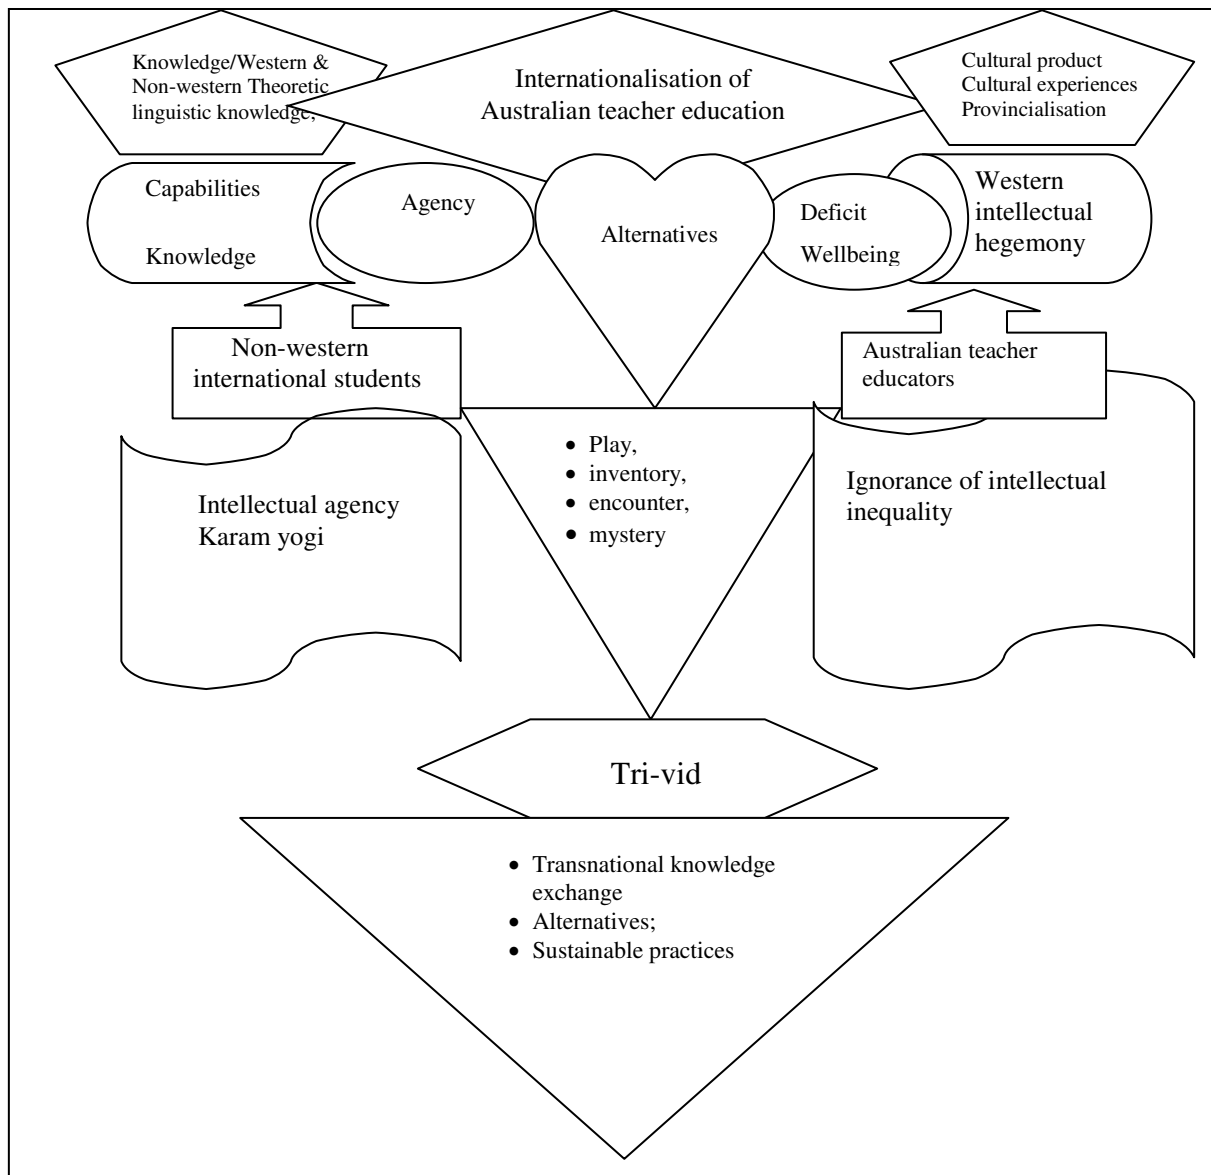 Knowledge/Western &
Non-western Theoretic
linguistic knowledge,
Internationalisation of
Australian teacher education
Cultural product
Cultural experiences
Provincialisation
Capabilities
Knowledge
Agency
Alternatives
Deficit
Wellbeing
Western
intellectual
hegemony
Non-western
international students
Australian teacher
educators
• Play,
• inventory,
• encounter,
• mystery
Intellectual agency
Karam yogi
Ignorance of intellectual
inequality
Tri-vid
• Transnational knowledge
exchange
• Alternatives;
• Sustainable practices